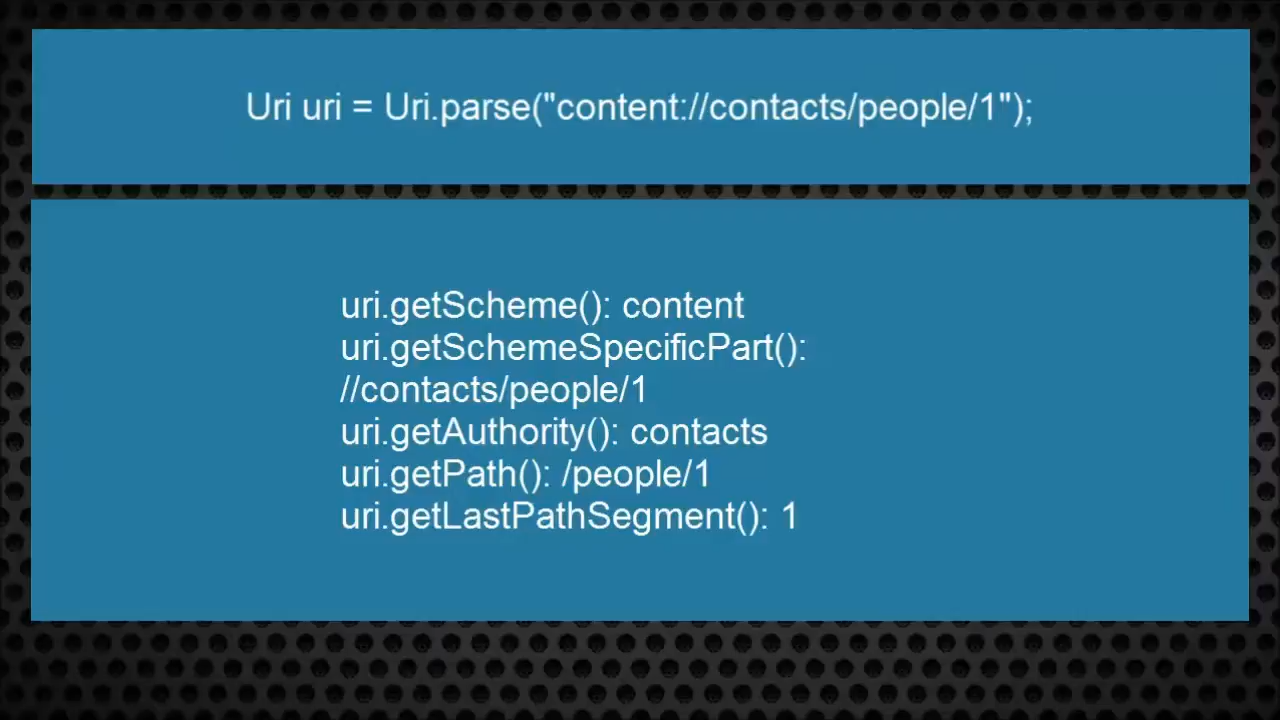 Uri uri = Uri.parse("content://contacts/people/1");
uri.getScheme(): content
uri.getSchemeSpecificPart():
//contacts/people/1
uri.getAuthority(): contacts
uri.getPath(): /people/1
uri.getLastPathSegment(): 1